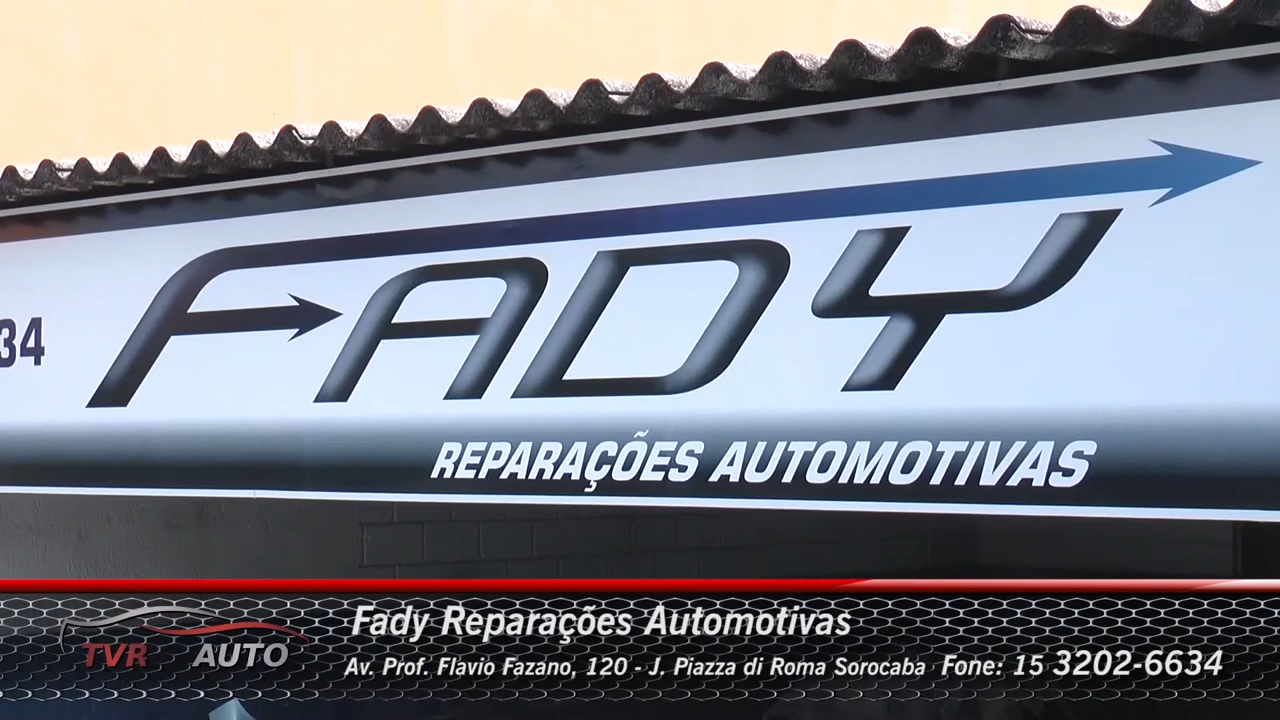 34
FADY
REPARAÇÕES AUTOMOTIVAS
Fady Reparações Automotivas
TVR AUTO
Av. Prof. Flavio Fazano, 120 - J. Piazza di Roma Sorocaba Fone: 15 3202-6634